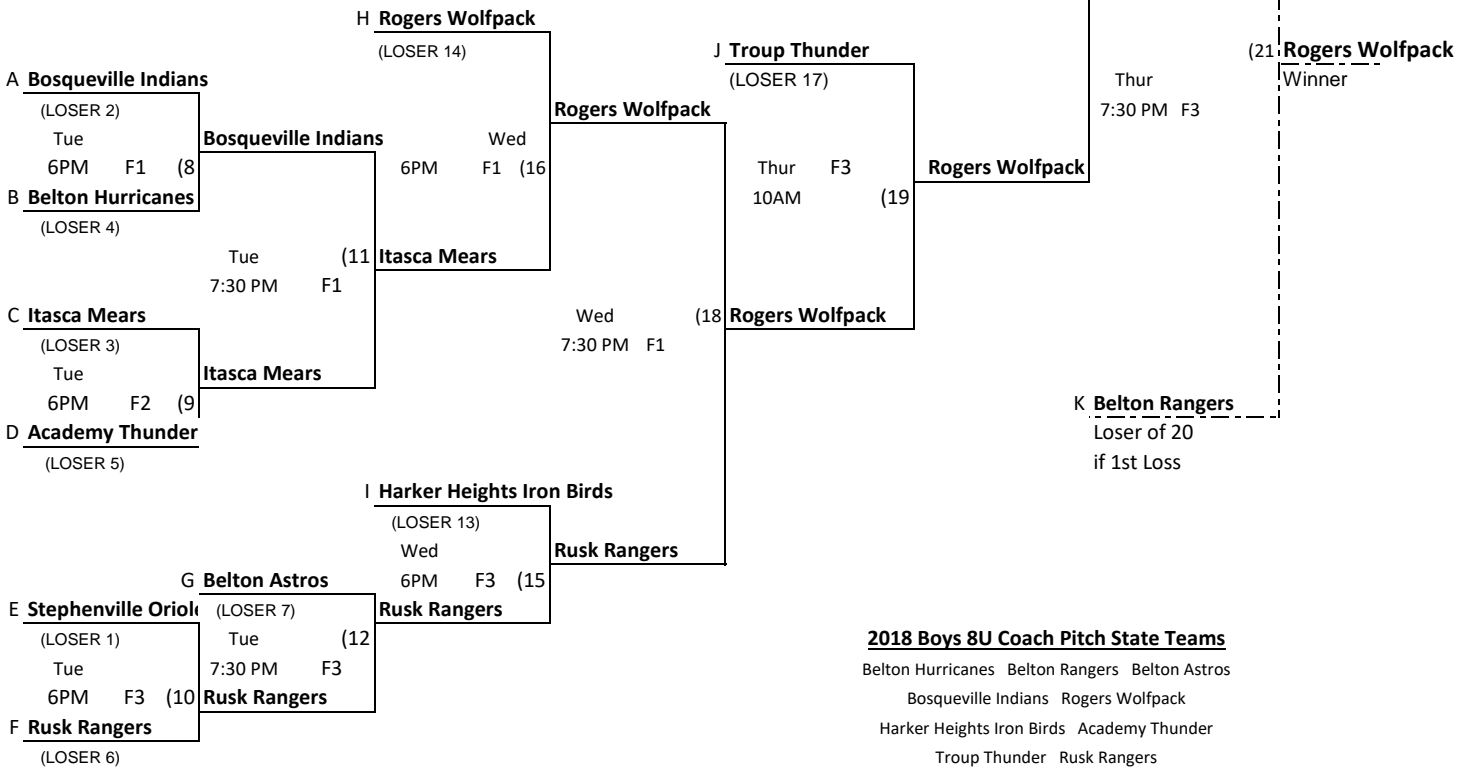 H Rogers Wolfpack
(LOSER 14)
J Troup Thunder
(LOSER 17)
(21 Rogers Wolfpack
Winner
Thur
7:30 PM F3
A Bosqueville Indians
(LOSER 2)
Tue
6PM F1 (8
Bosqueville Indians
B Belton Hurricanes
(LOSER 4)
Rogers Wolfpack
Wed
6PM F1 (16
Thur F3
10AM (19
Rogers Wolfpack
Tue (11
7:30 PM F1
Itasca Mears
C Itasca Mears
(LOSER 3)
Tue
6PM F2 (9
Itasca Mears
D Academy Thunder
(LOSER 5)
Wed (18
7:30 PM F1
Rogers Wolfpack
K Belton Rangers
Loser of 20
if 1st Loss
I Harker Heights Iron Birds
(LOSER 13)
Wed
6PM F3 (15
Rusk Rangers
G Belton Astros
(LOSER 7)
Tue (12
7:30 PM F3
Rusk Rangers
E Stephenville Oriole
(LOSER 1)
Tue
6PM F3 (10
Rusk Rangers
F Rusk Rangers
(LOSER 6)
2018 Boys 8U Coach Pitch State Teams
Belton Hurricanes Belton Rangers Belton Astros
Bosqueville Indians Rogers Wolfpack
Harker Heights Iron Birds Academy Thunder
Troup Thunder Rusk Rangers